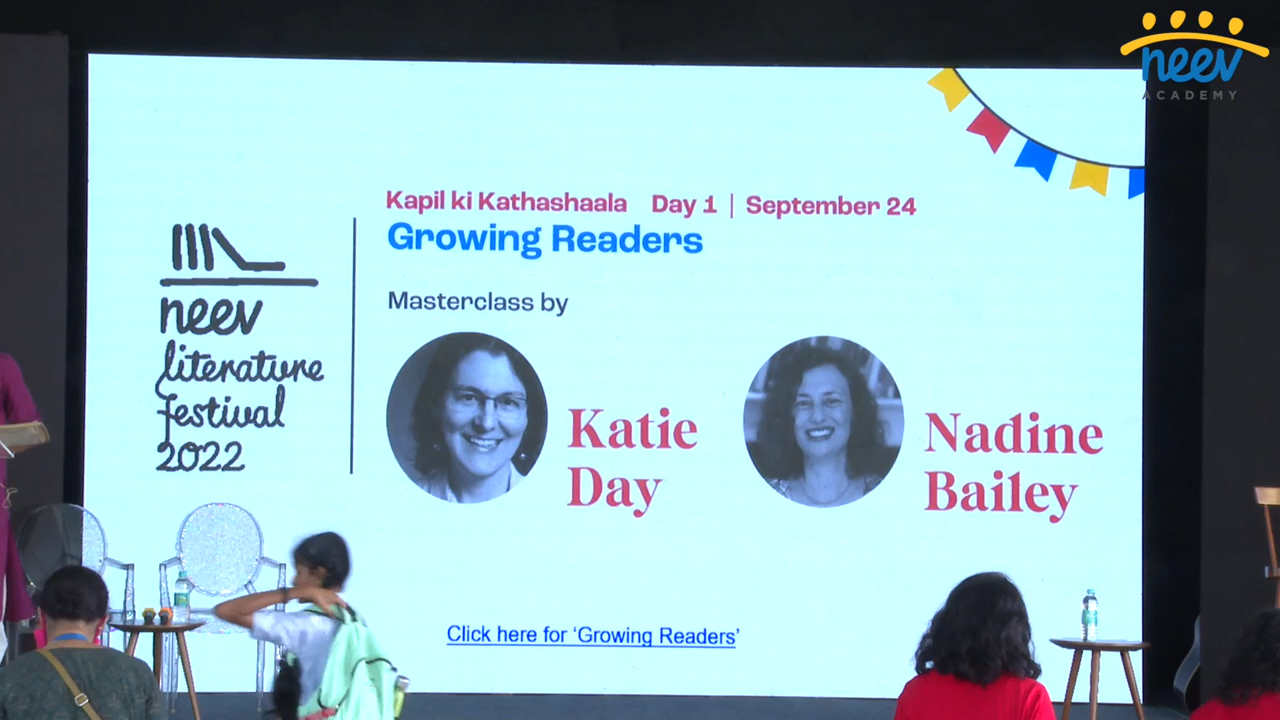 neev
ACADEMY
Kapil ki Kathashaala Day 1 | September 24
Growing Readers
Masterclass by
neev
literature
festival
2022
Katie
Day
Nadine
Bailey
Click here for ‘Growing Readers’